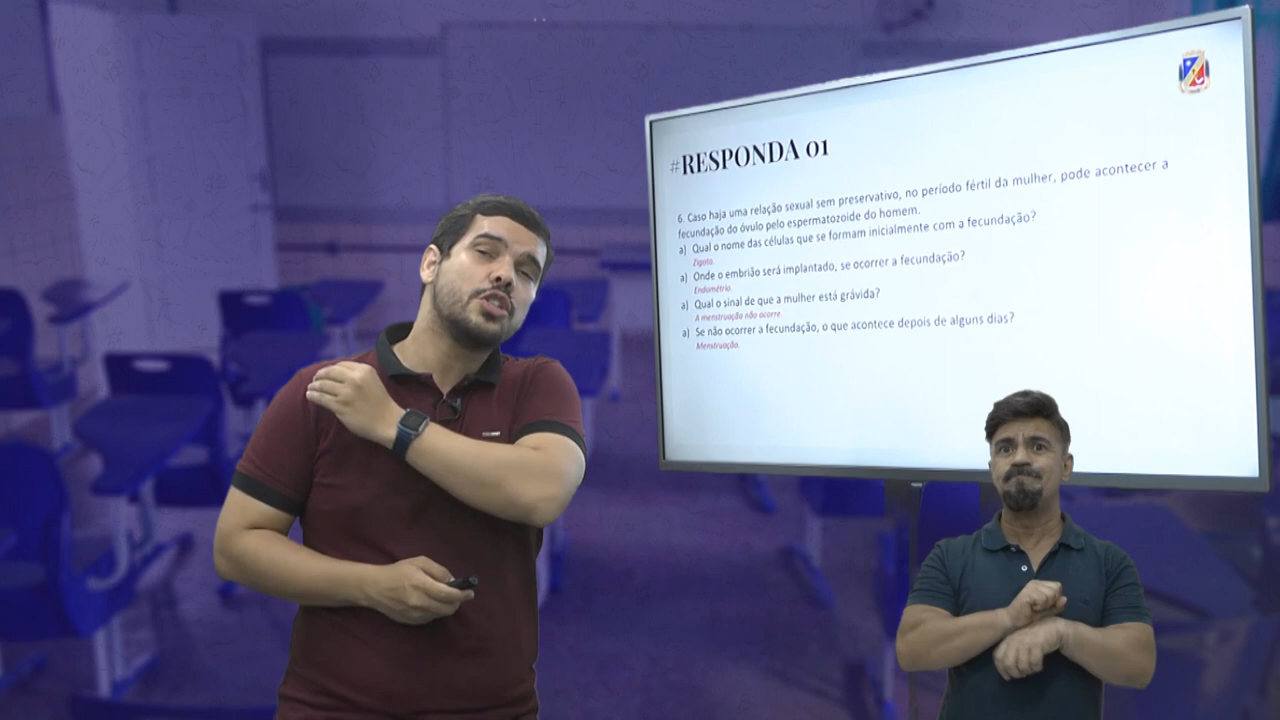 #RESPONDA 01
6. Caso haja uma relação sexual sem preservativo, no período fértil da mulher, pode acontecer a
fecundação do óvulo pelo espermatozoide do homem.
a) Qual o nome das células que se formam inicialmente com a fecundação?
Zigoto.
a) Onde o embrião será implantado, se ocorrer a fecundação?
Endométrio.
a) Qual o sinal de que a mulher está grávida?
A menstruação não ocorre.
a) Se não ocorrer a fecundação, o que acontece depois de alguns dias?
Menstruação.